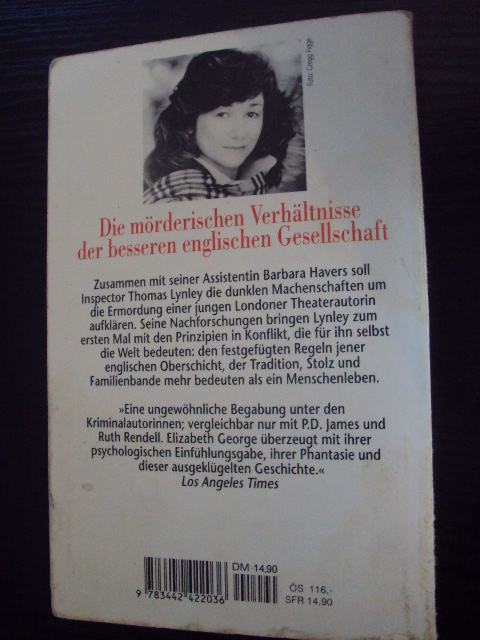 Foto: Gregg Figge
Die mörderischen Verhältnisse
der besseren englischen Gesellschaft
Zusammen mit seiner Assistentin Barbara Havers soll
Inspector Thomas Lynley die dunklen Machenschaften um
die Ermordung einer jungen Londoner Theaterautorin
aufklären. Seine Nachforschungen bringen Lynley zum
ersten Mal mit den Prinzipien in Konflikt, die für ihn selbst
die Welt bedeuten: den festgefügten Regeln jener
englischen Oberschicht, der Tradition, Stolz und
Familienbande mehr bedeuten als ein Menschenleben.
»Eine ungewöhnliche Begabung unter den
Kriminalautorinnen; vergleichbar nur mit P.D. James und
Ruth Rendell. Elizabeth George überzeugt mit ihrer
psychologischen Einfühlungsgabe, ihrer Phantasie und
dieser ausgeklügelten Geschichte.«
Los Angeles Times
DM 14,90
9 783442 422036
ÖS 116,-
SFR 14,90